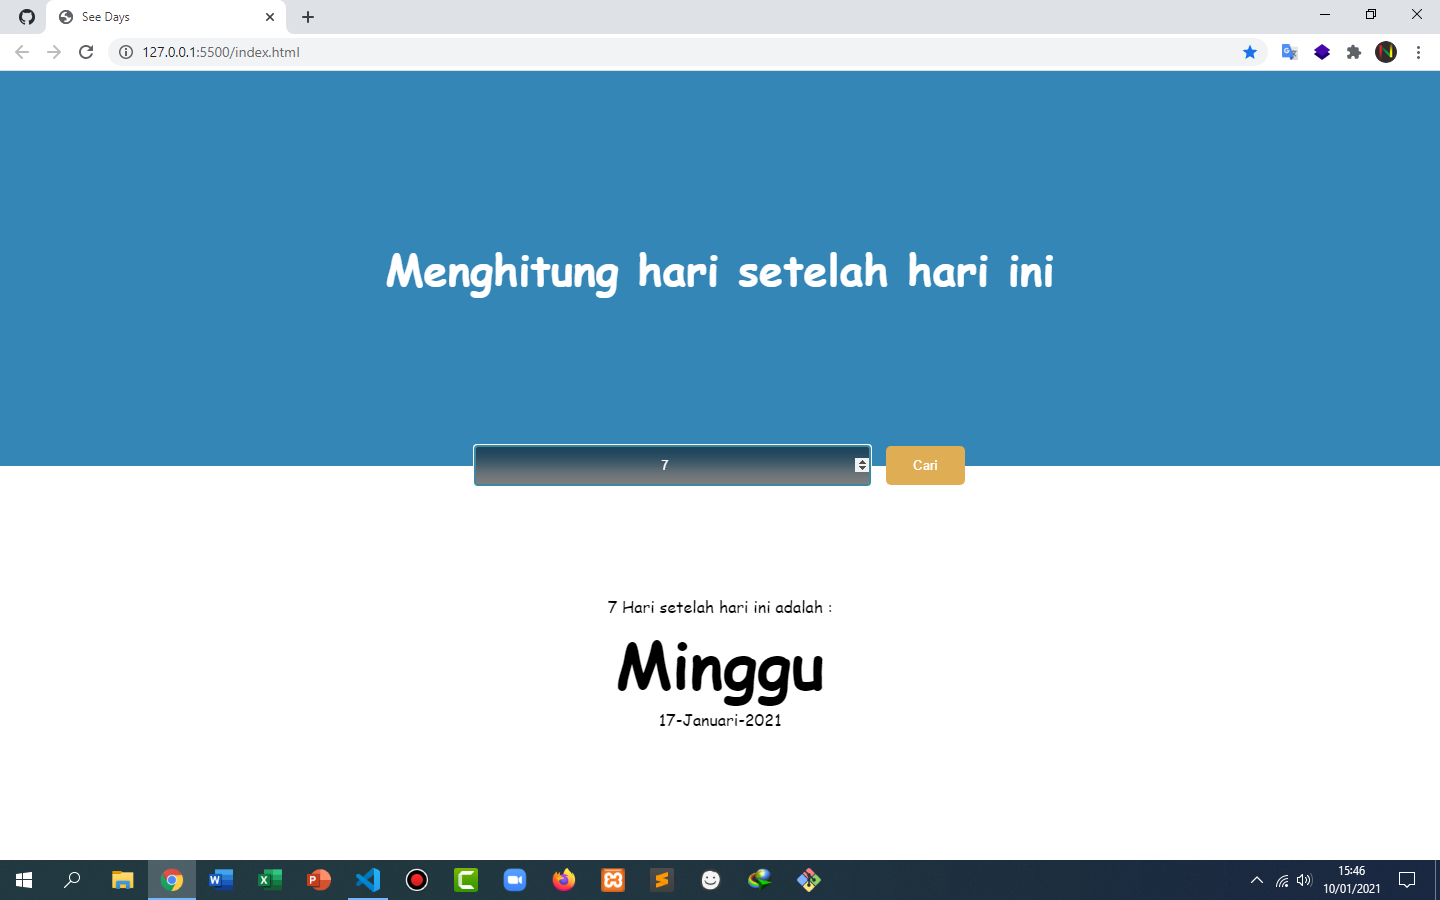 See Days
127.0.0.1:5500/index.html
Menghitung hari setelah hari ini
7
Cari
7 Hari setelah hari ini adalah :
Minggu
17-Januari-2021
15:46
10/01/2021